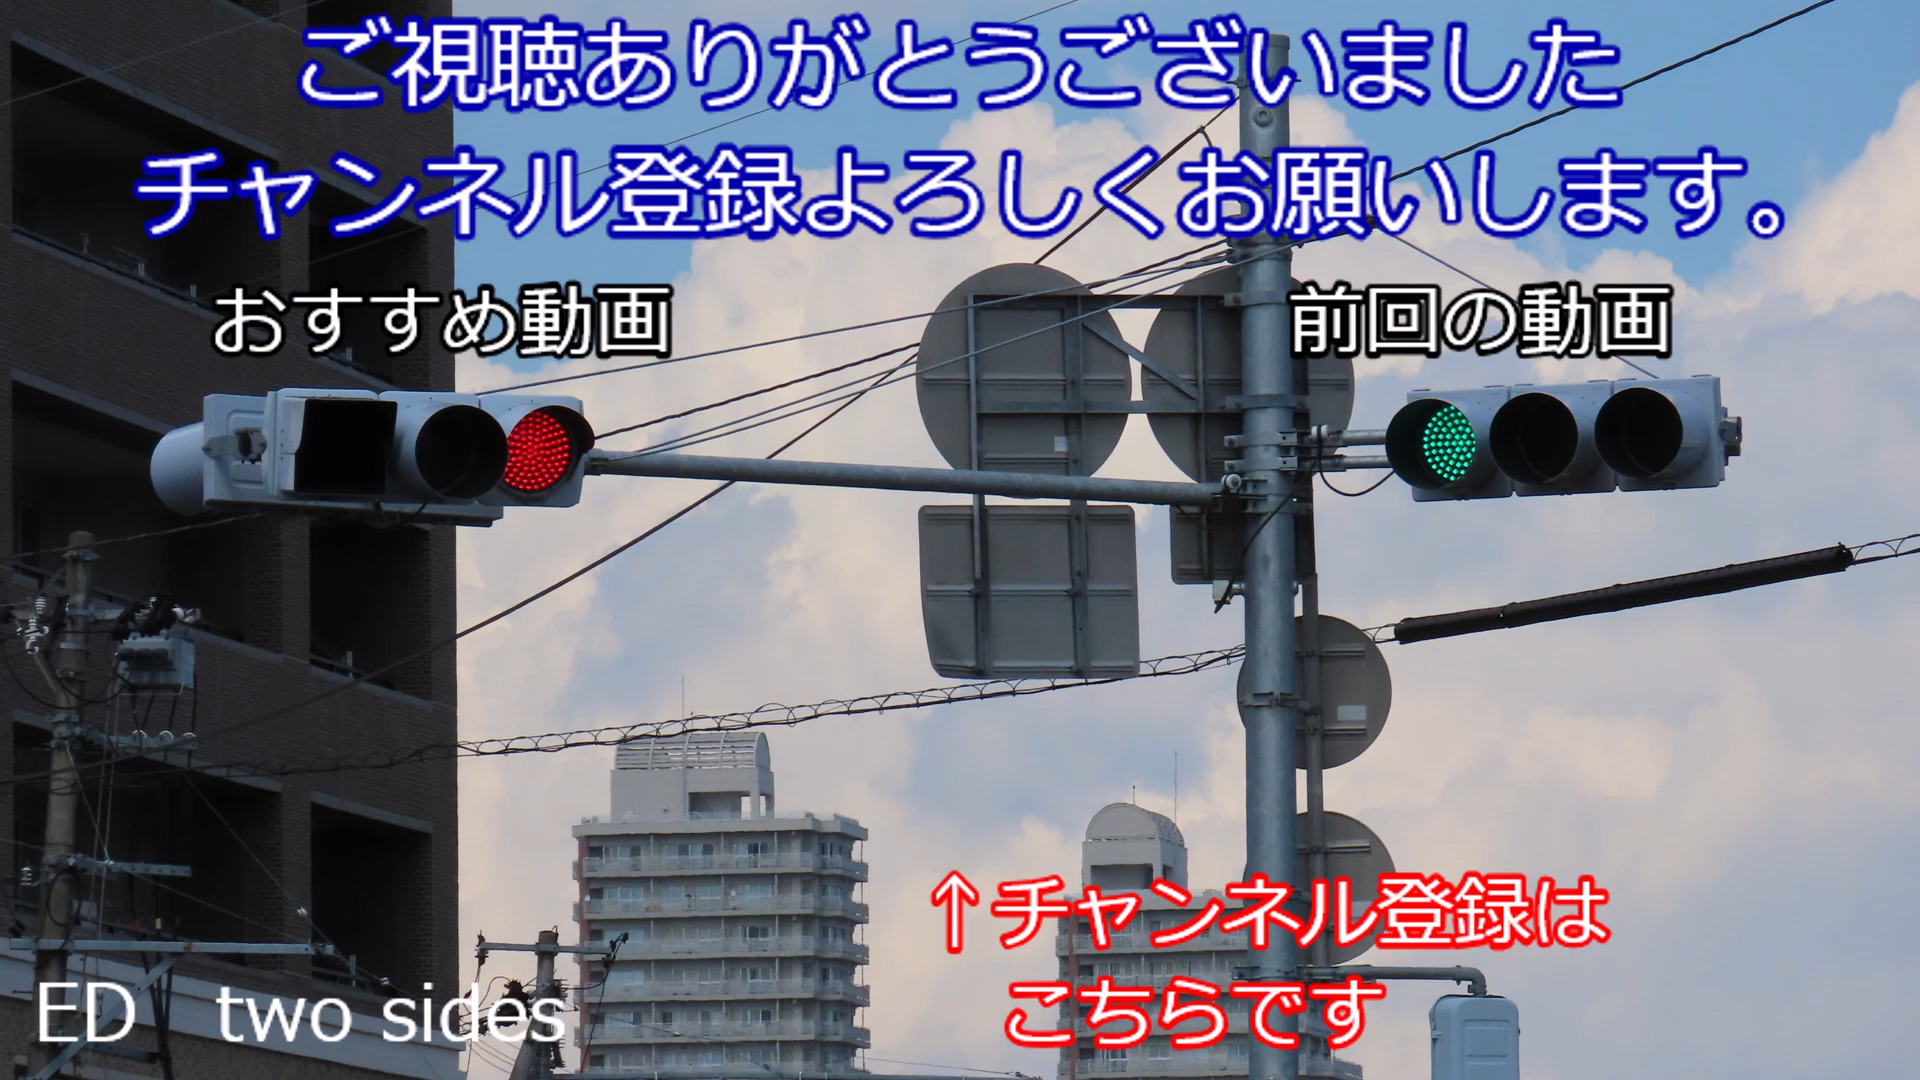 ご視聴ありがとうございました
チャンネル登録よろしくお願いします。
おすすめ動画
前回の動画
↑チャンネル登録は
こちらです
ED two sides